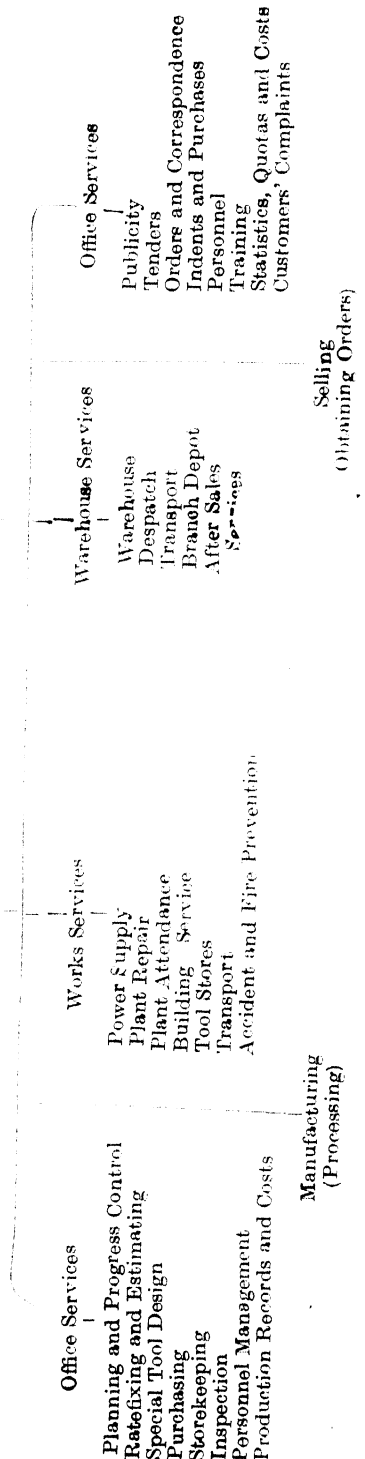 Office Services
Planning and Progress Control
Ratefixing and Estimating
Special Tool Design
Purchasing
Storekeeping
Inspection
Personnel Management
Production Records and Costs
Works Services
Power Supply
Plant Repair
Plant Attendance
Building Service
Tool Stores
Transport
Accident and Fire Prevention
Manufacturing
(Processing)
Warehouse Services
Warehouse
Despatch
Transport
Branch Depot
After Sales
Services
Office Services
Publicity
Tenders
Orders and Correspondence
Indents and Purchases
Personnel
Training
Statistics, Quotas and Costs
Customers' Complaints
Selling
(Obtaining Orders)